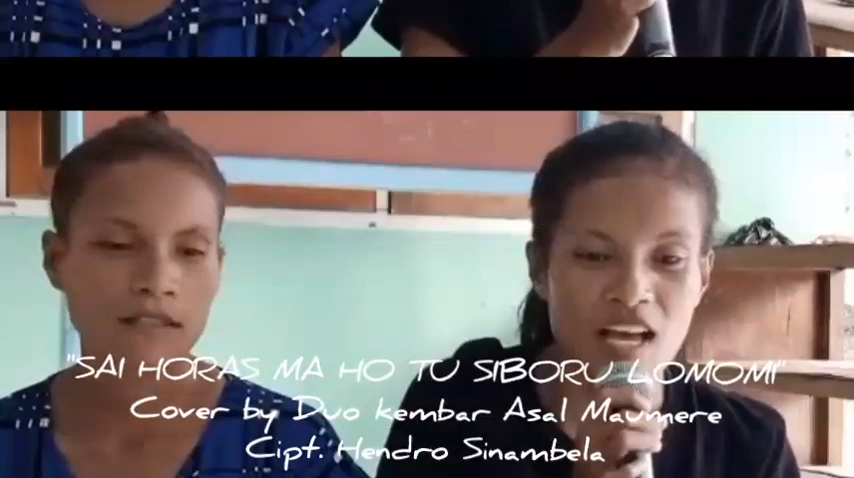 "SAI HORAS MA HO TU SIBORU LOMOMI"
Cover by Duo kembar Asal Maumere
Cipt. Hendro Sinambela